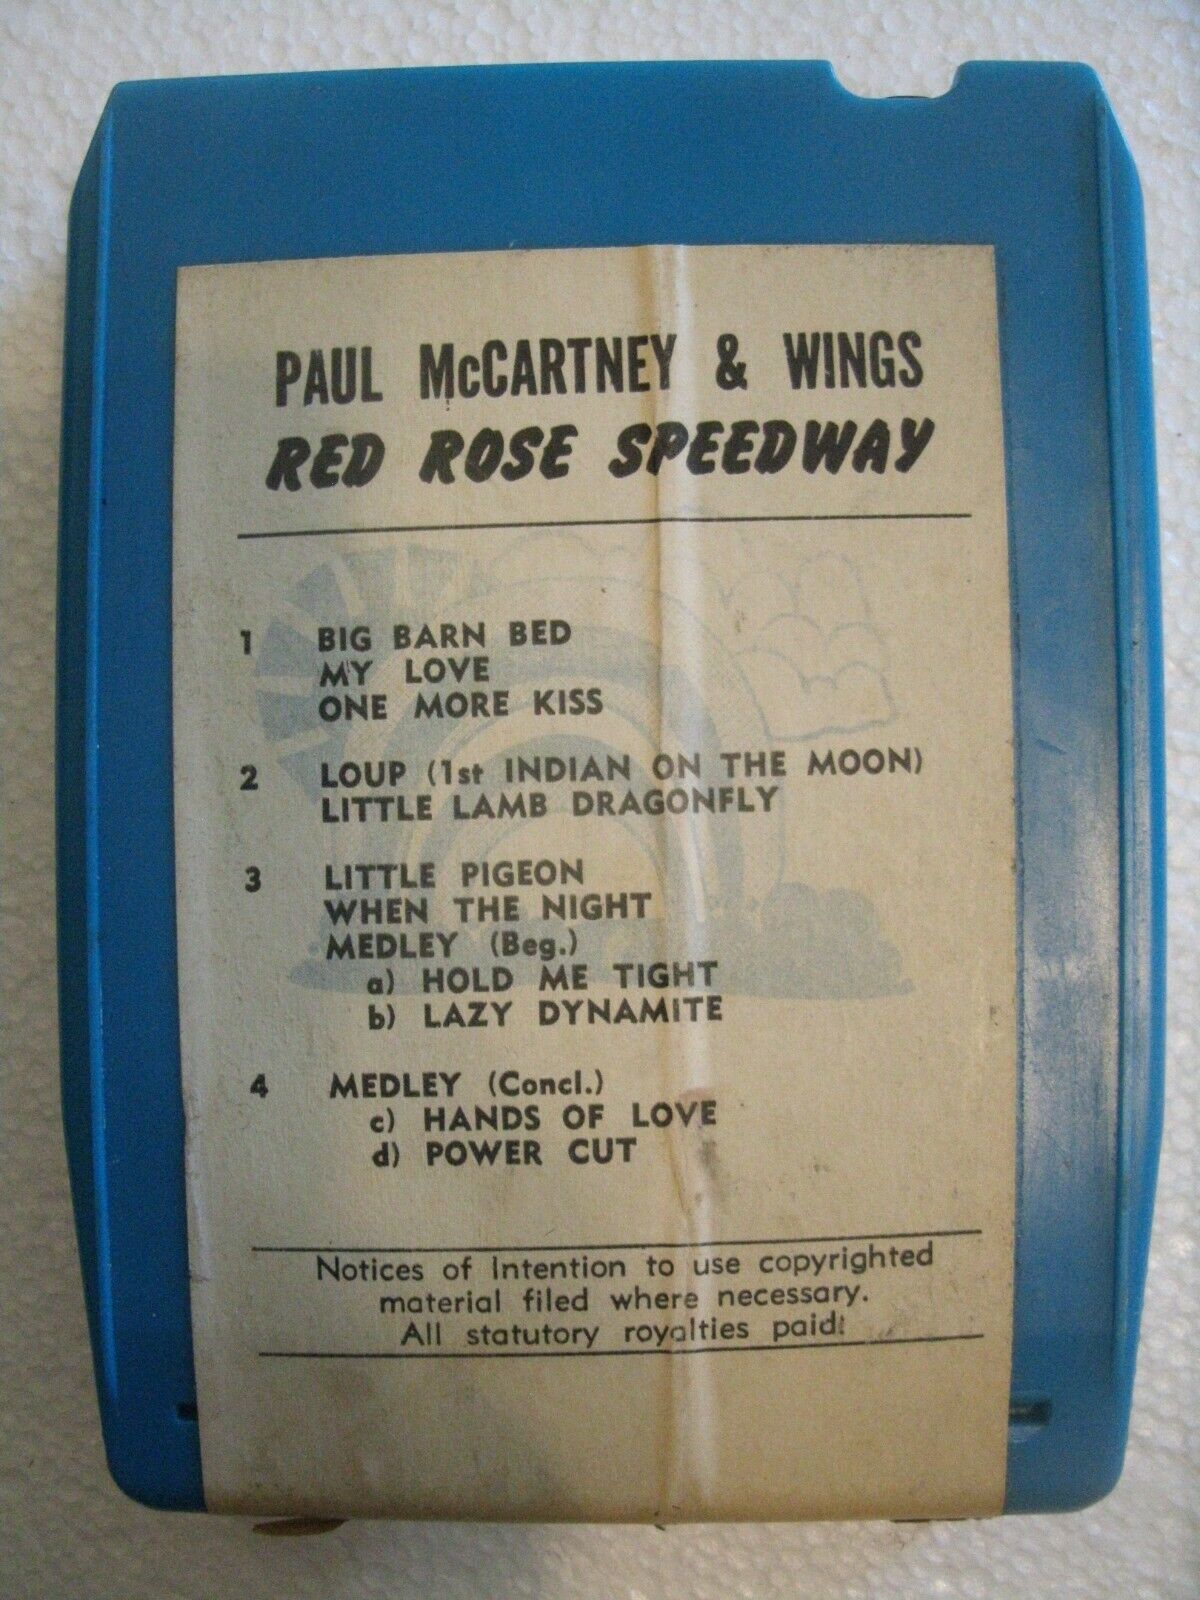 PAUL McCARTNEY & WINGS
RED ROSE SPEEDWAY
1 BIG BARN BED
MY LOVE
ONE MORE KISS
2 LOUP (1st INDIAN ON THE MOON)
LITTLE LAMB DRAGONFLY
3 LITTLE PIGEON
WHEN THE NIGHT
MEDLEY (Beg.)
a) HOLD ME TIGHT
b) LAZY DYNAMITE
4 MEDLEY (Concl.)
c) HANDS OF LOVE
d) POWER CUT
Notices of Intention to use copyrighted
material filed where necessary.
All statutory royalties paid.